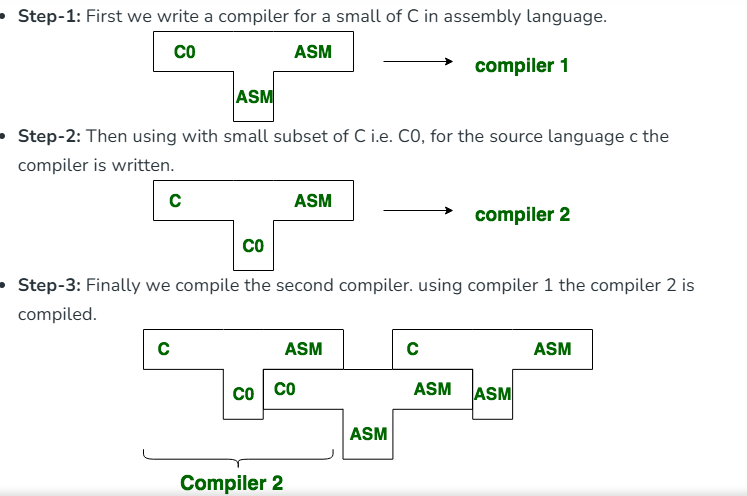 • Step-1: First we write a compiler for a small of C in assembly language.
C0 ASM
compiler 1
ASM
• Step-2: Then using with small subset of C i.e. C0, for the source language c the
compiler is written.
C ASM
compiler 2
C0
• Step-3: Finally we compile the second compiler. using compiler 1 the compiler 2 is
compiled.
C ASM C ASM
C0 C0 ASM ASM
ASM
Compiler 2